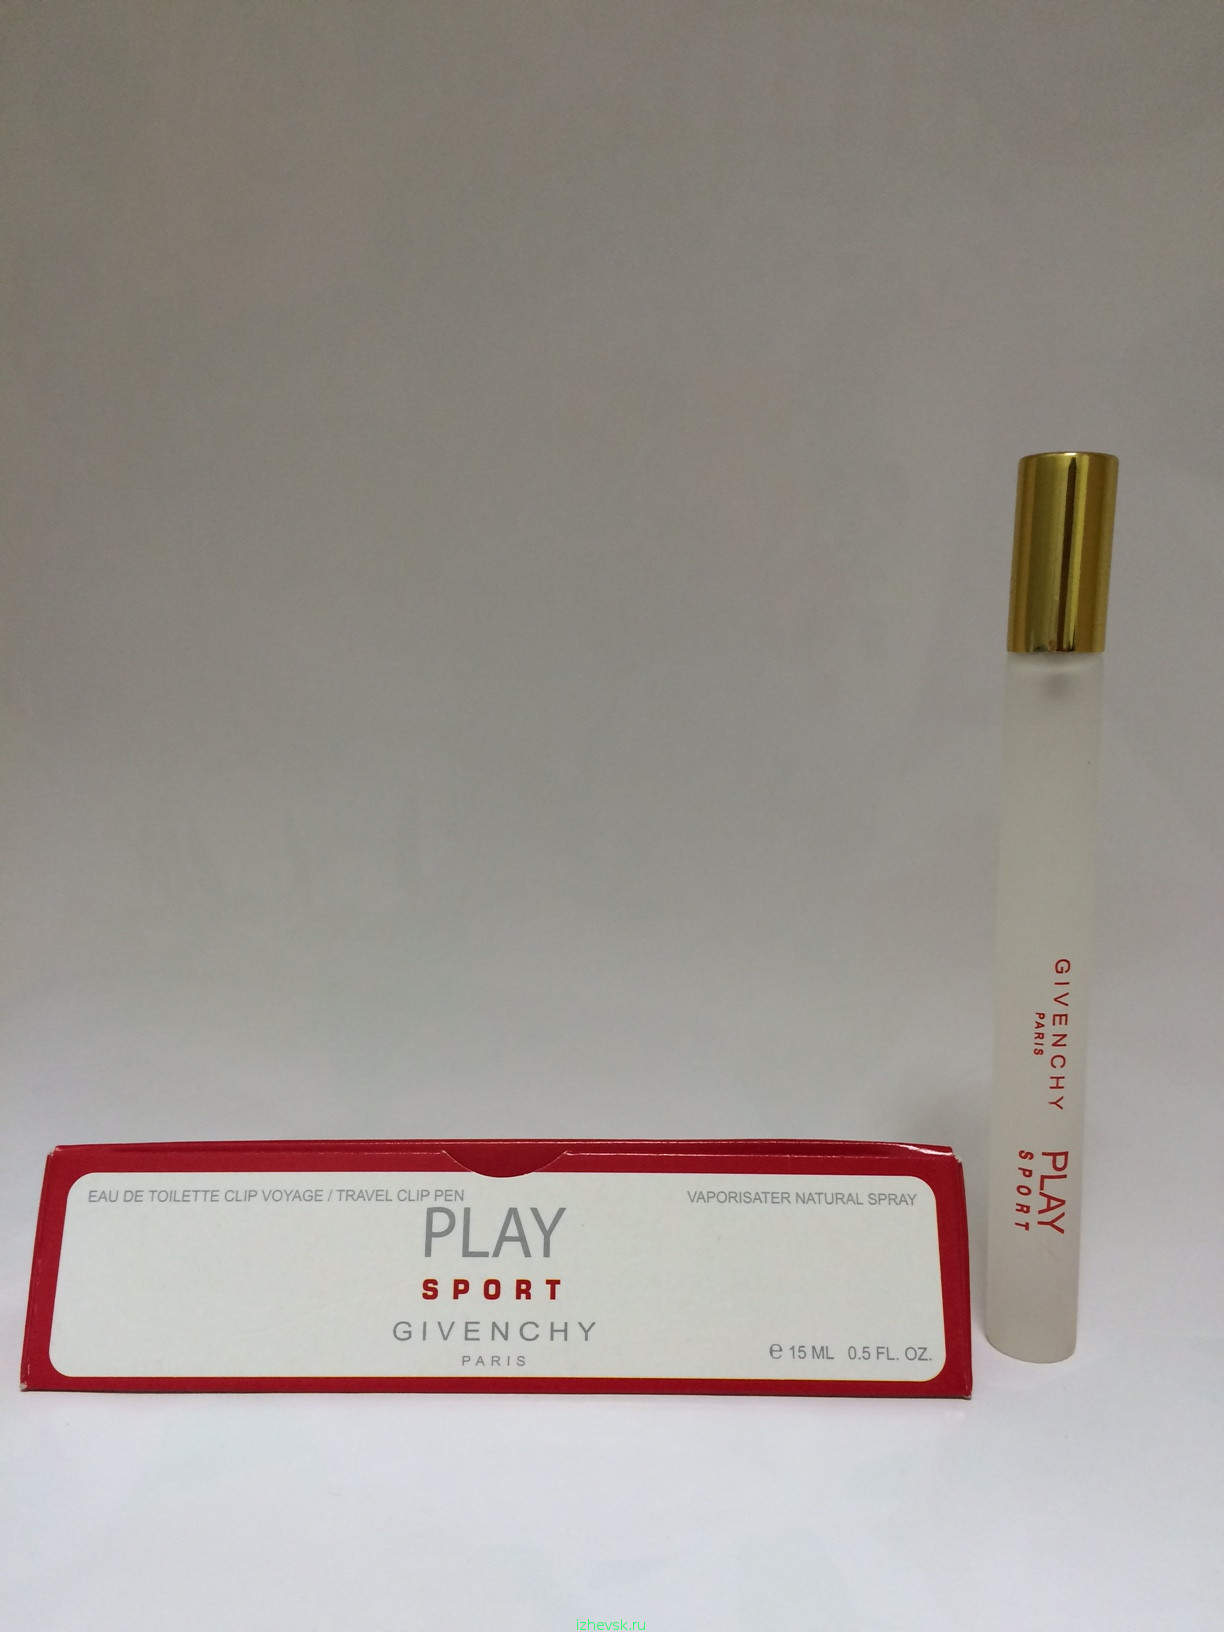 EAU DE TOILETTE CLIP VOYAGE / TRAVEL CLIP PEN
VAPORISATER NATURAL SPRAY
PLAY
SPORT
GIVENCHY
PARIS
e 15 ML 0.5 FL. OZ.
GIVENCHY
PARIS
PLAY
SPORT
izhevsk.ru